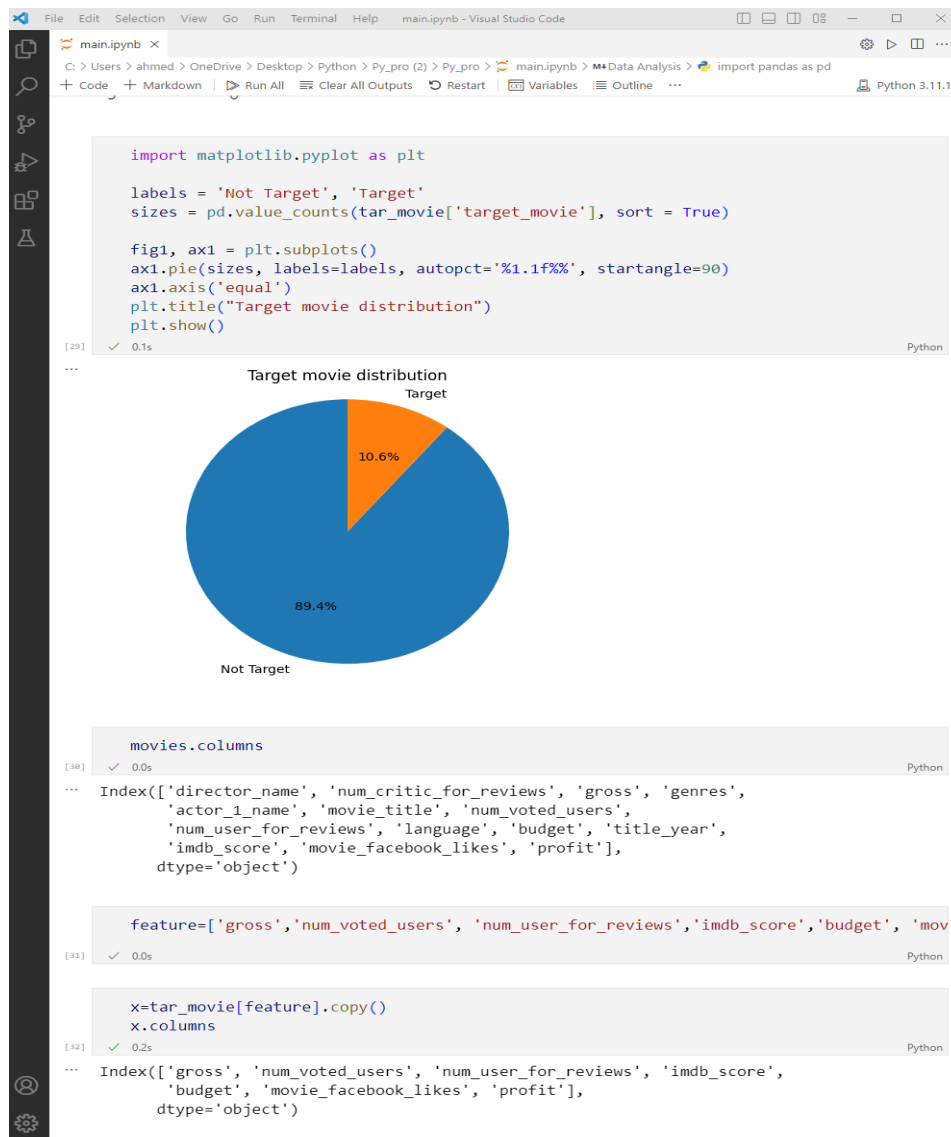 File Edit Selection View Go Run Terminal Help main.ipynb - Visual Studio Code
main.ipynb ×
C: > Users > ahmed > OneDrive > Desktop > Python > Py_pro (2) > Py_pro > main.ipynb > M↓Data Analysis > import pandas as pd
+ Code + Markdown | Run All Clear All Outputs Restart | Variables Outline ··· Python 3.11.1
import matplotlib.pyplot as plt
labels = 'Not Target', 'Target'
sizes = pd.value_counts(tar_movie['target_movie'], sort = True)
fig1, ax1 = plt.subplots()
ax1.pie(sizes, labels=labels, autopct='%1.1f%%', startangle=90)
ax1.axis('equal')
plt.title("Target movie distribution")
plt.show()
[29] ✓ 0.1s Python
Target movie distribution
Target
10.6%
89.4%
Not Target
movies.columns
[30] ✓ 0.0s Python
Index(['director_name', 'num_critic_for_reviews', 'gross', 'genres',
'actor_1_name', 'movie_title', 'num_voted_users',
'num_user_for_reviews', 'language', 'budget', 'title_year',
'imdb_score', 'movie_facebook_likes', 'profit'],
dtype='object')
feature=['gross','num_voted_users', 'num_user_for_reviews','imdb_score','budget', 'mov
[31] ✓ 0.0s Python
x=tar_movie[feature].copy()
x.columns
[32] ✓ 0.2s Python
Index(['gross', 'num_voted_users', 'num_user_for_reviews', 'imdb_score',
'budget', 'movie_facebook_likes', 'profit'],
dtype='object')